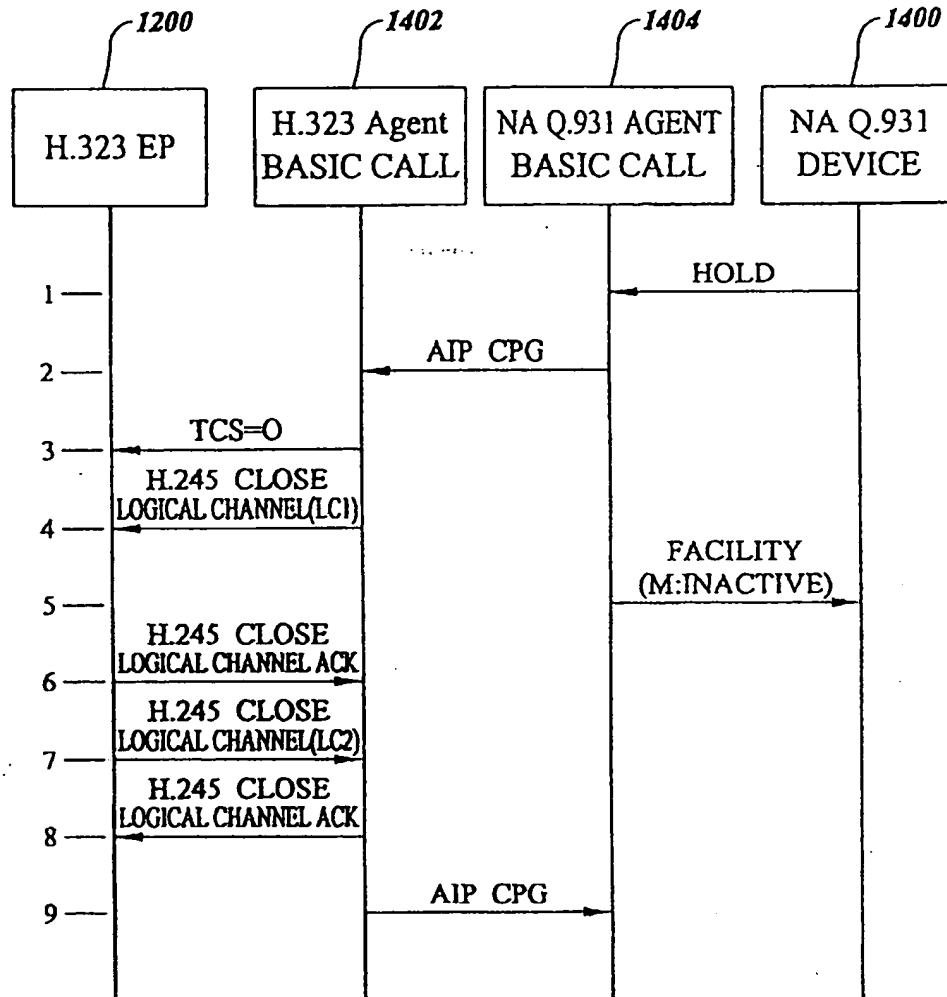 1200
1402
1404
1400
H.323 EP
H.323 Agent
BASIC CALL
NA Q.931 AGENT
BASIC CALL
NA Q.931
DEVICE
1
HOLD
2
AIP CPG
3
TCS=O
H.245 CLOSE
LOGICAL CHANNEL(LC1)
4
FACILITY
(M:INACTIVE)
5
H.245 CLOSE
LOGICAL CHANNEL ACK
6
H.245 CLOSE
LOGICAL CHANNEL(LC2)
7
H.245 CLOSE
LOGICAL CHANNEL ACK
8
9
AIP CPG